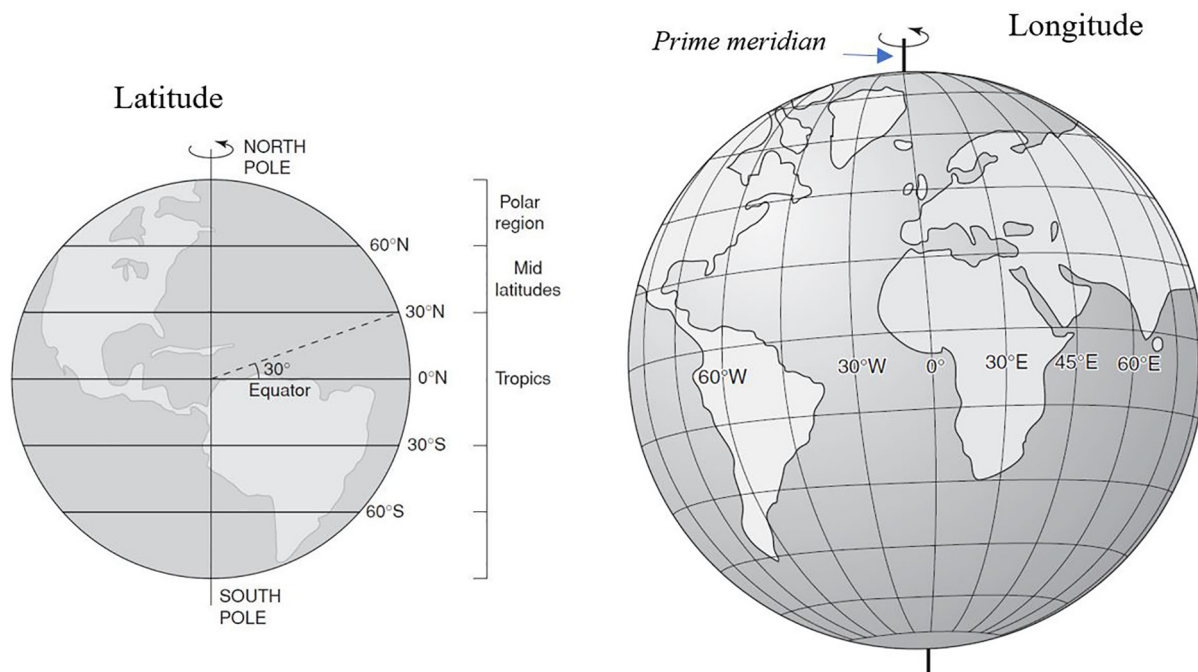 Latitude
NORTH
POLE
Polar
region
60°N
Mid
latitudes
30°N
30°
Equator
0°N
Tropics
30°S
60°S
SOUTH
POLE
Longitude
Prime meridian
60°W
30°W
0°
30°E
45°E
60°E